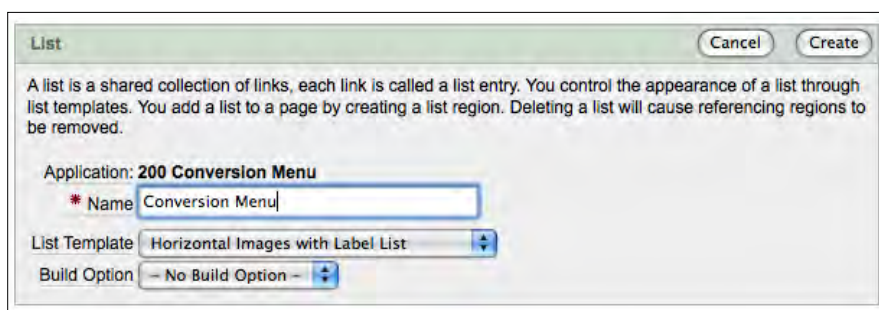 List Cancel Create
A list is a shared collection of links, each link is called a list entry. You control the appearance of a list through
list templates. You add a list to a page by creating a list region. Deleting a list will cause referencing regions to
be removed.
Application: 200 Conversion Menu
* Name Conversion Menu
List Template Horizontal Images with Label List
Build Option - No Build Option -